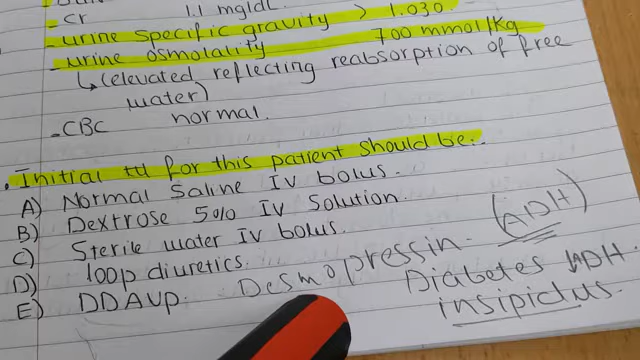 - Cr 1.1 mg/dL
- urine specific gravity > 1.030
- urine osmolality 700 mmol/kg
↳ (elevated, reflecting reabsorption of free
water)
- CBC normal.
. Initial ttt for this patient should be:-
A) Normal Saline IV bolus.
B) Dextrose 5% IV Solution.
C) Sterile water IV bolus.
D) loop diuretics.
E) DDAVP. Desmopressin. (ADH)
Diabetes ADH.
insipidus.